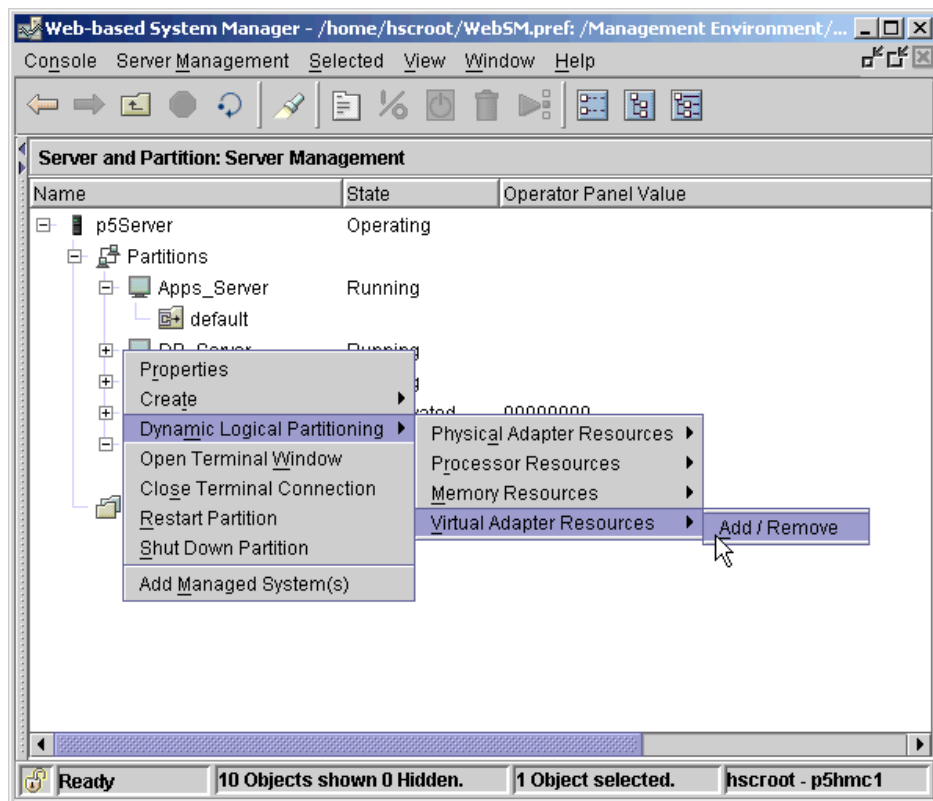 Web-based System Manager - /home/hscroot/WebSM.pref: /Management Environment/...
Console Server Management Selected View Window Help
Server and Partition: Server Management
Name State Operator Panel Value
p5Server Operating
Partitions
Apps_Server Running
default
DB_Server Running
00000000
Properties
Create
Dynamic Logical Partitioning
Open Terminal Window
Close Terminal Connection
Restart Partition
Shut Down Partition
Add Managed System(s)
Physical Adapter Resources
Processor Resources
Memory Resources
Virtual Adapter Resources
Add / Remove
Ready 10 Objects shown 0 Hidden. 1 Object selected. hscroot - p5hmc1